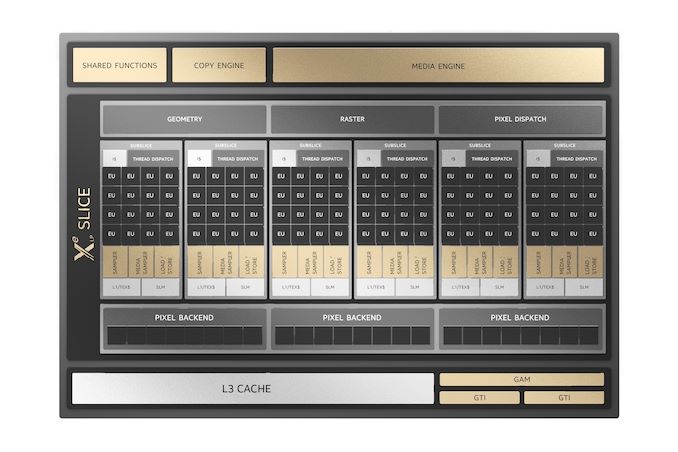 SHARED FUNCTIONS COPY ENGINE MEDIA ENGINE
GEOMETRY RASTER PIXEL DISPATCH
SUBSLICE SUBSLICE SUBSLICE SUBSLICE SUBSLICE SUBSLICE
I$ THREAD DISPATCH I$ THREAD DISPATCH I$ THREAD DISPATCH I$ THREAD DISPATCH I$ THREAD DISPATCH I$ THREAD DISPATCH
EU EU EU EU EU EU EU EU EU EU EU EU EU EU EU EU EU EU EU EU EU EU EU EU
EU EU EU EU EU EU EU EU EU EU EU EU EU EU EU EU EU EU EU EU EU EU EU EU
EU EU EU EU EU EU EU EU EU EU EU EU EU EU EU EU EU EU EU EU EU EU EU EU
EU EU EU EU EU EU EU EU EU EU EU EU EU EU EU EU EU EU EU EU EU EU EU EU
Xe LP SLICE
SAMPLER MEDIA SAMPLER LOAD / STORE SAMPLER MEDIA SAMPLER LOAD / STORE SAMPLER MEDIA SAMPLER LOAD / STORE SAMPLER MEDIA SAMPLER LOAD / STORE SAMPLER MEDIA SAMPLER LOAD / STORE SAMPLER MEDIA SAMPLER LOAD / STORE
L1/TEX$ SLM L1/TEX$ SLM L1/TEX$ SLM L1/TEX$ SLM L1/TEX$ SLM L1/TEX$ SLM
PIXEL BACKEND PIXEL BACKEND PIXEL BACKEND
L3 CACHE
GAM
GTI GTI